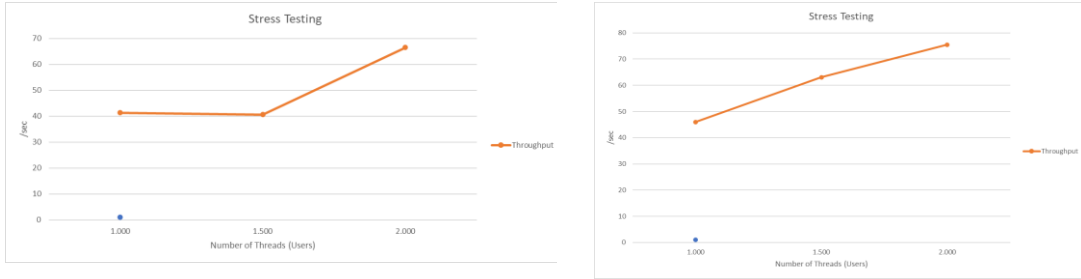 Stress Testing
70
60
50
40
30
20
10
0
/sec
1.000
1.500
2.000
Number of Threads (Users)
Throughput
Stress Testing
80
70
60
50
40
30
20
10
0
/sec
1.000
1.500
2.000
Number of Threads (Users)
Throughput